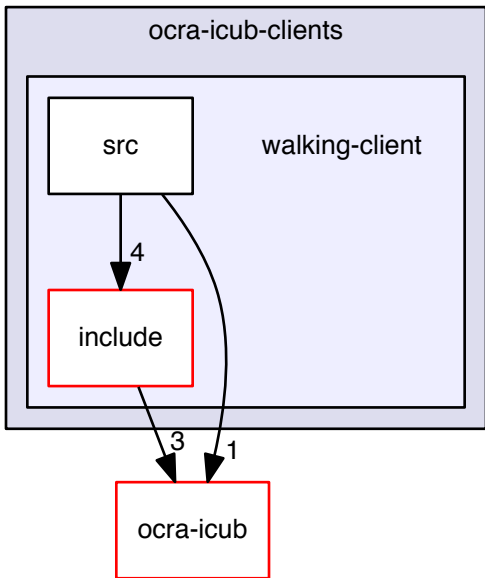 ocra-icub-clients
src
walking-client
4
include
3
1
ocra-icub